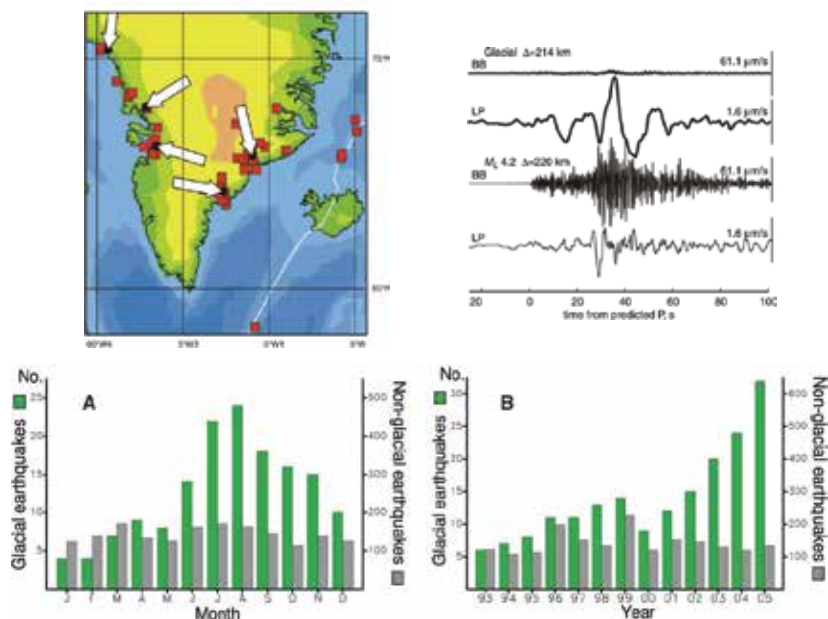 Glacial Δ=214 km
BB
61.1 μm/s
LP
1.6 μm/s
M_L 4.2 Δ=220 km
BB
61.1 μm/s
LP
1.6 μm/s
20 0 20 40 60 80 100
time from predicted P, s
No.
A
Glacial earthquakes
25
20
15
10
5
500
400
300
200
100
Non-glacial earthquakes
J F M A M J J A S O N D
Month
No.
B
Glacial earthquakes
30
25
20
15
10
5
600
500
400
300
200
100
Non-glacial earthquakes
93 94 95 96 97 98 99 00 01 02 03 04 05
Year